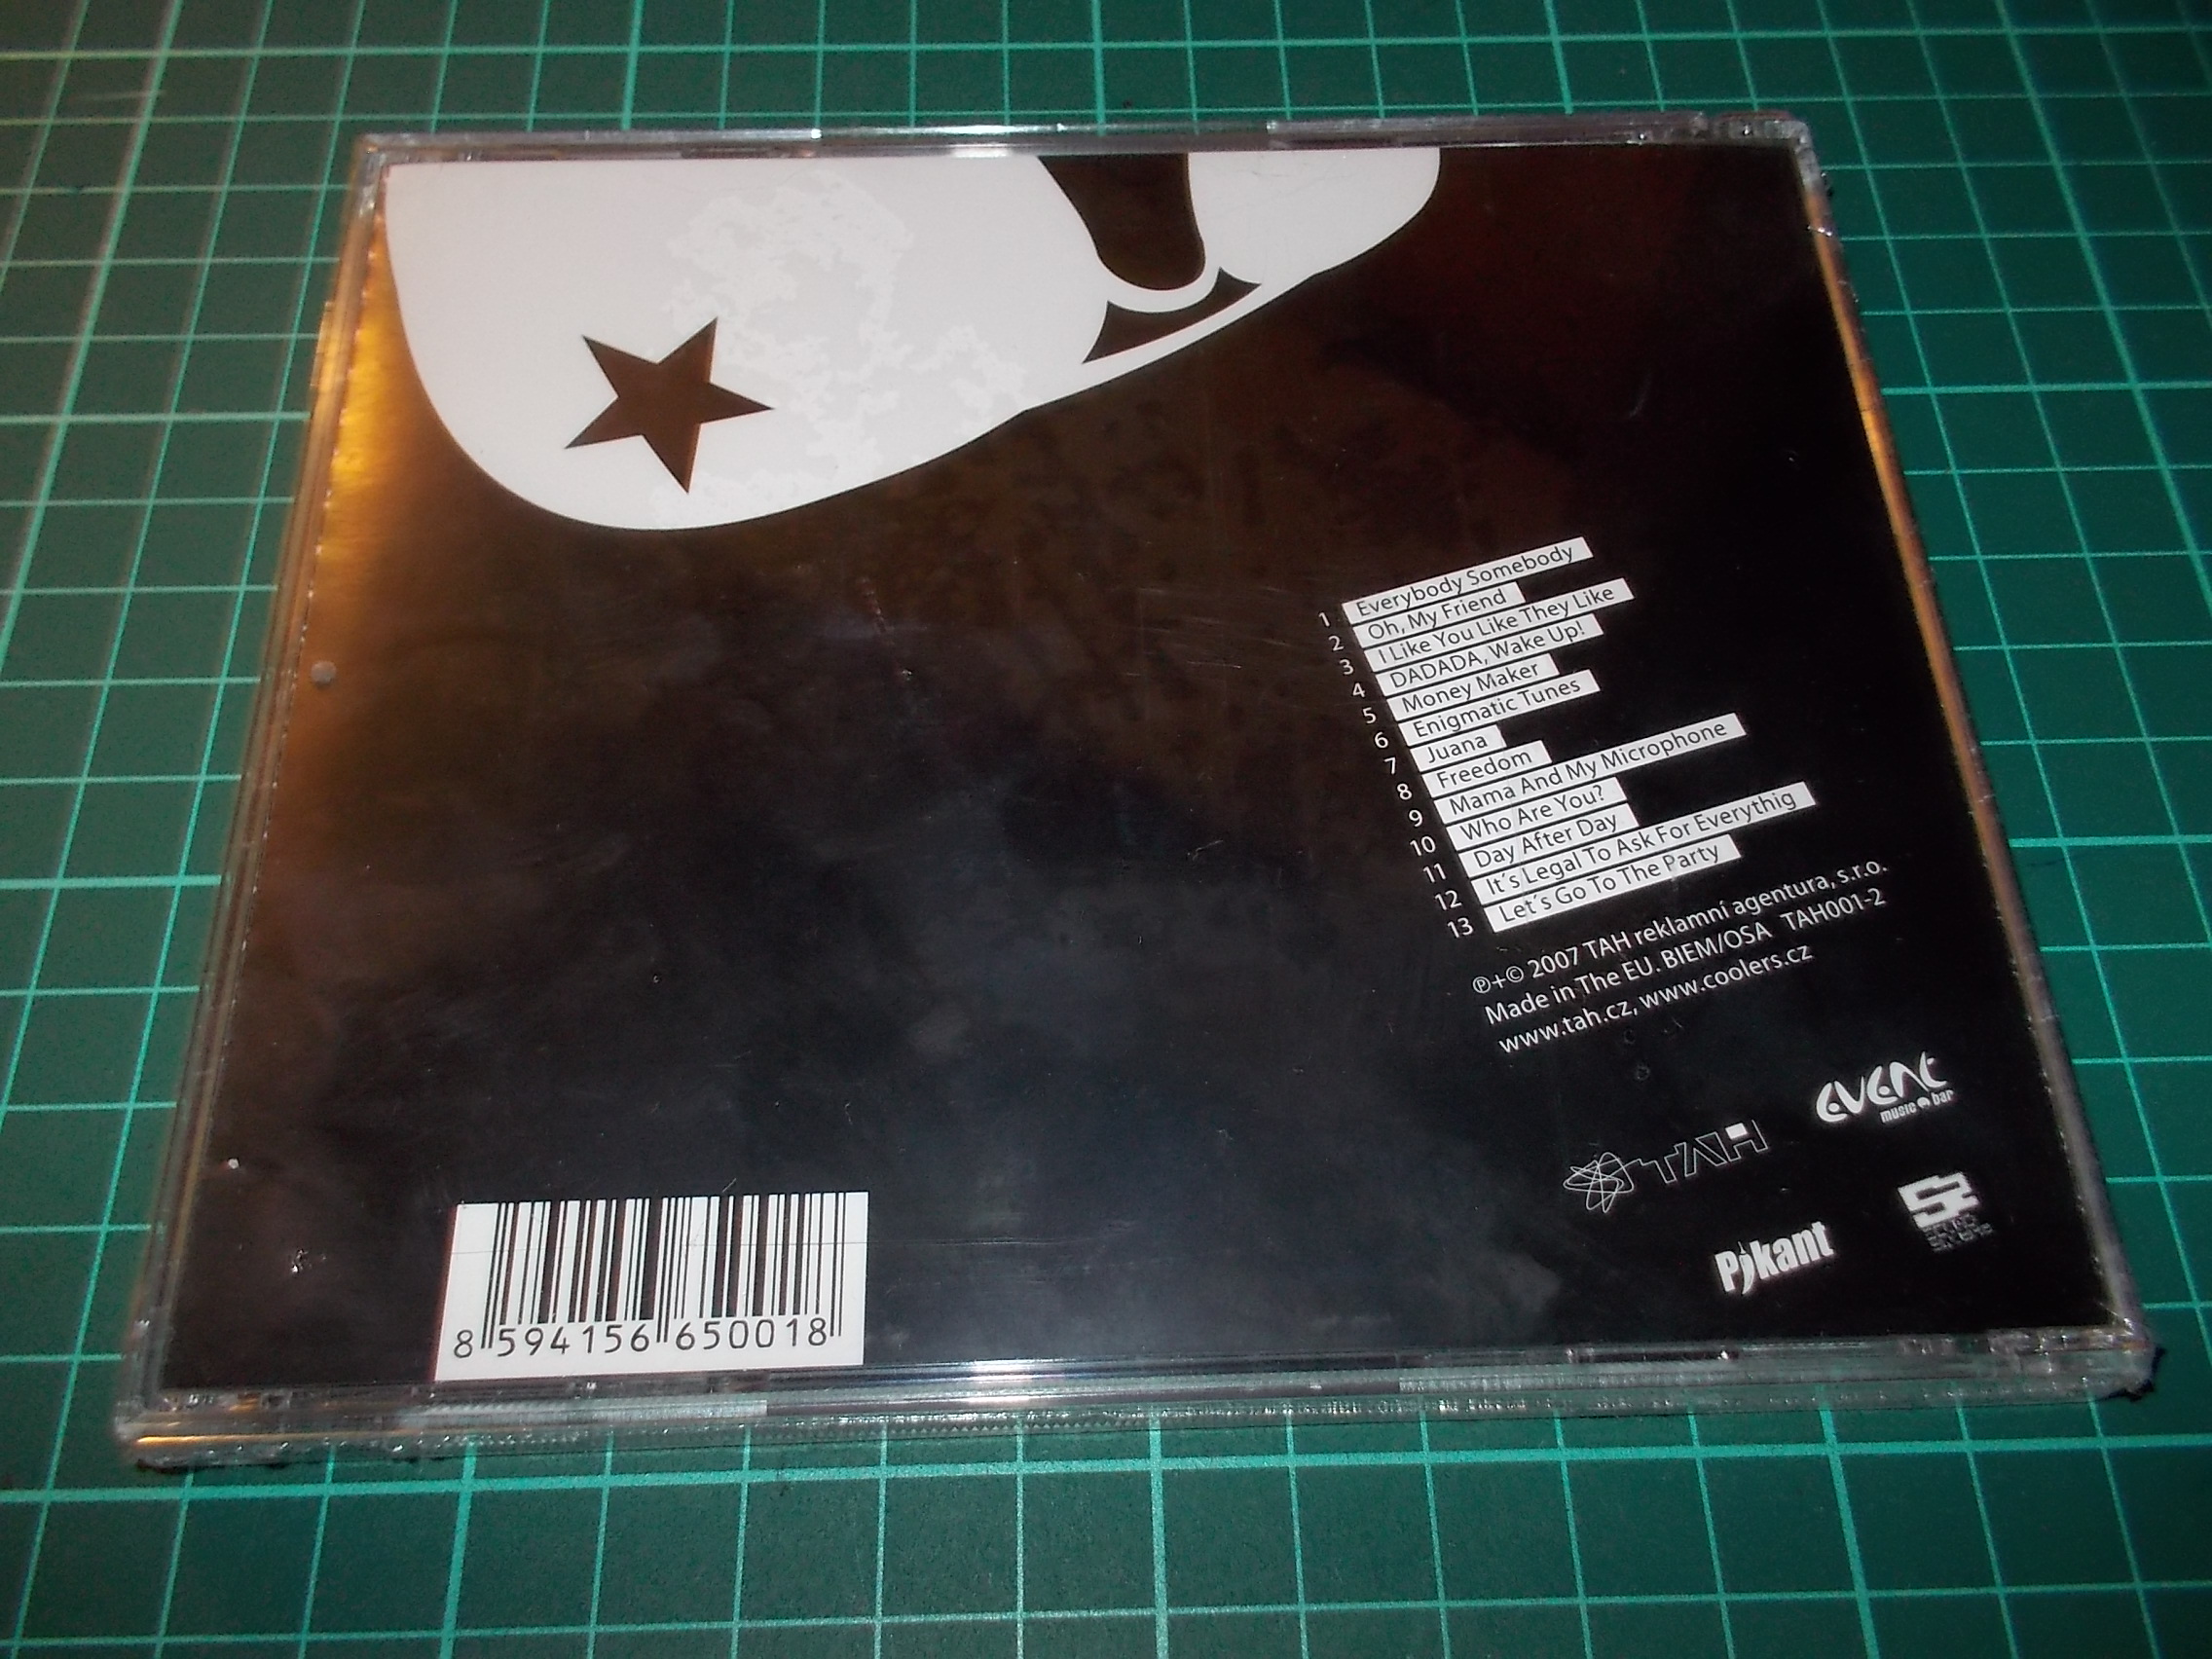 1 Everybody Somebody
2 Oh, My Friend
3 I Like You Like They Like
4 DADADA, Wake Up!
5 Money Maker
6 Enigmatic Tunes
7 Juana
8 Freedom
9 Mama And My Microphone
10 Who Are You?
11 Day After Day
12 It's Legal To Ask For Everythig
13 Let's Go To The Party
℗+© 2007 TAH reklamní agentura, s.r.o.
Made in The EU. BIEM/OSA TAH001-2
www.tah.cz, www.coolers.cz
event
music bar
TAH
Pikant
8 594156 650018